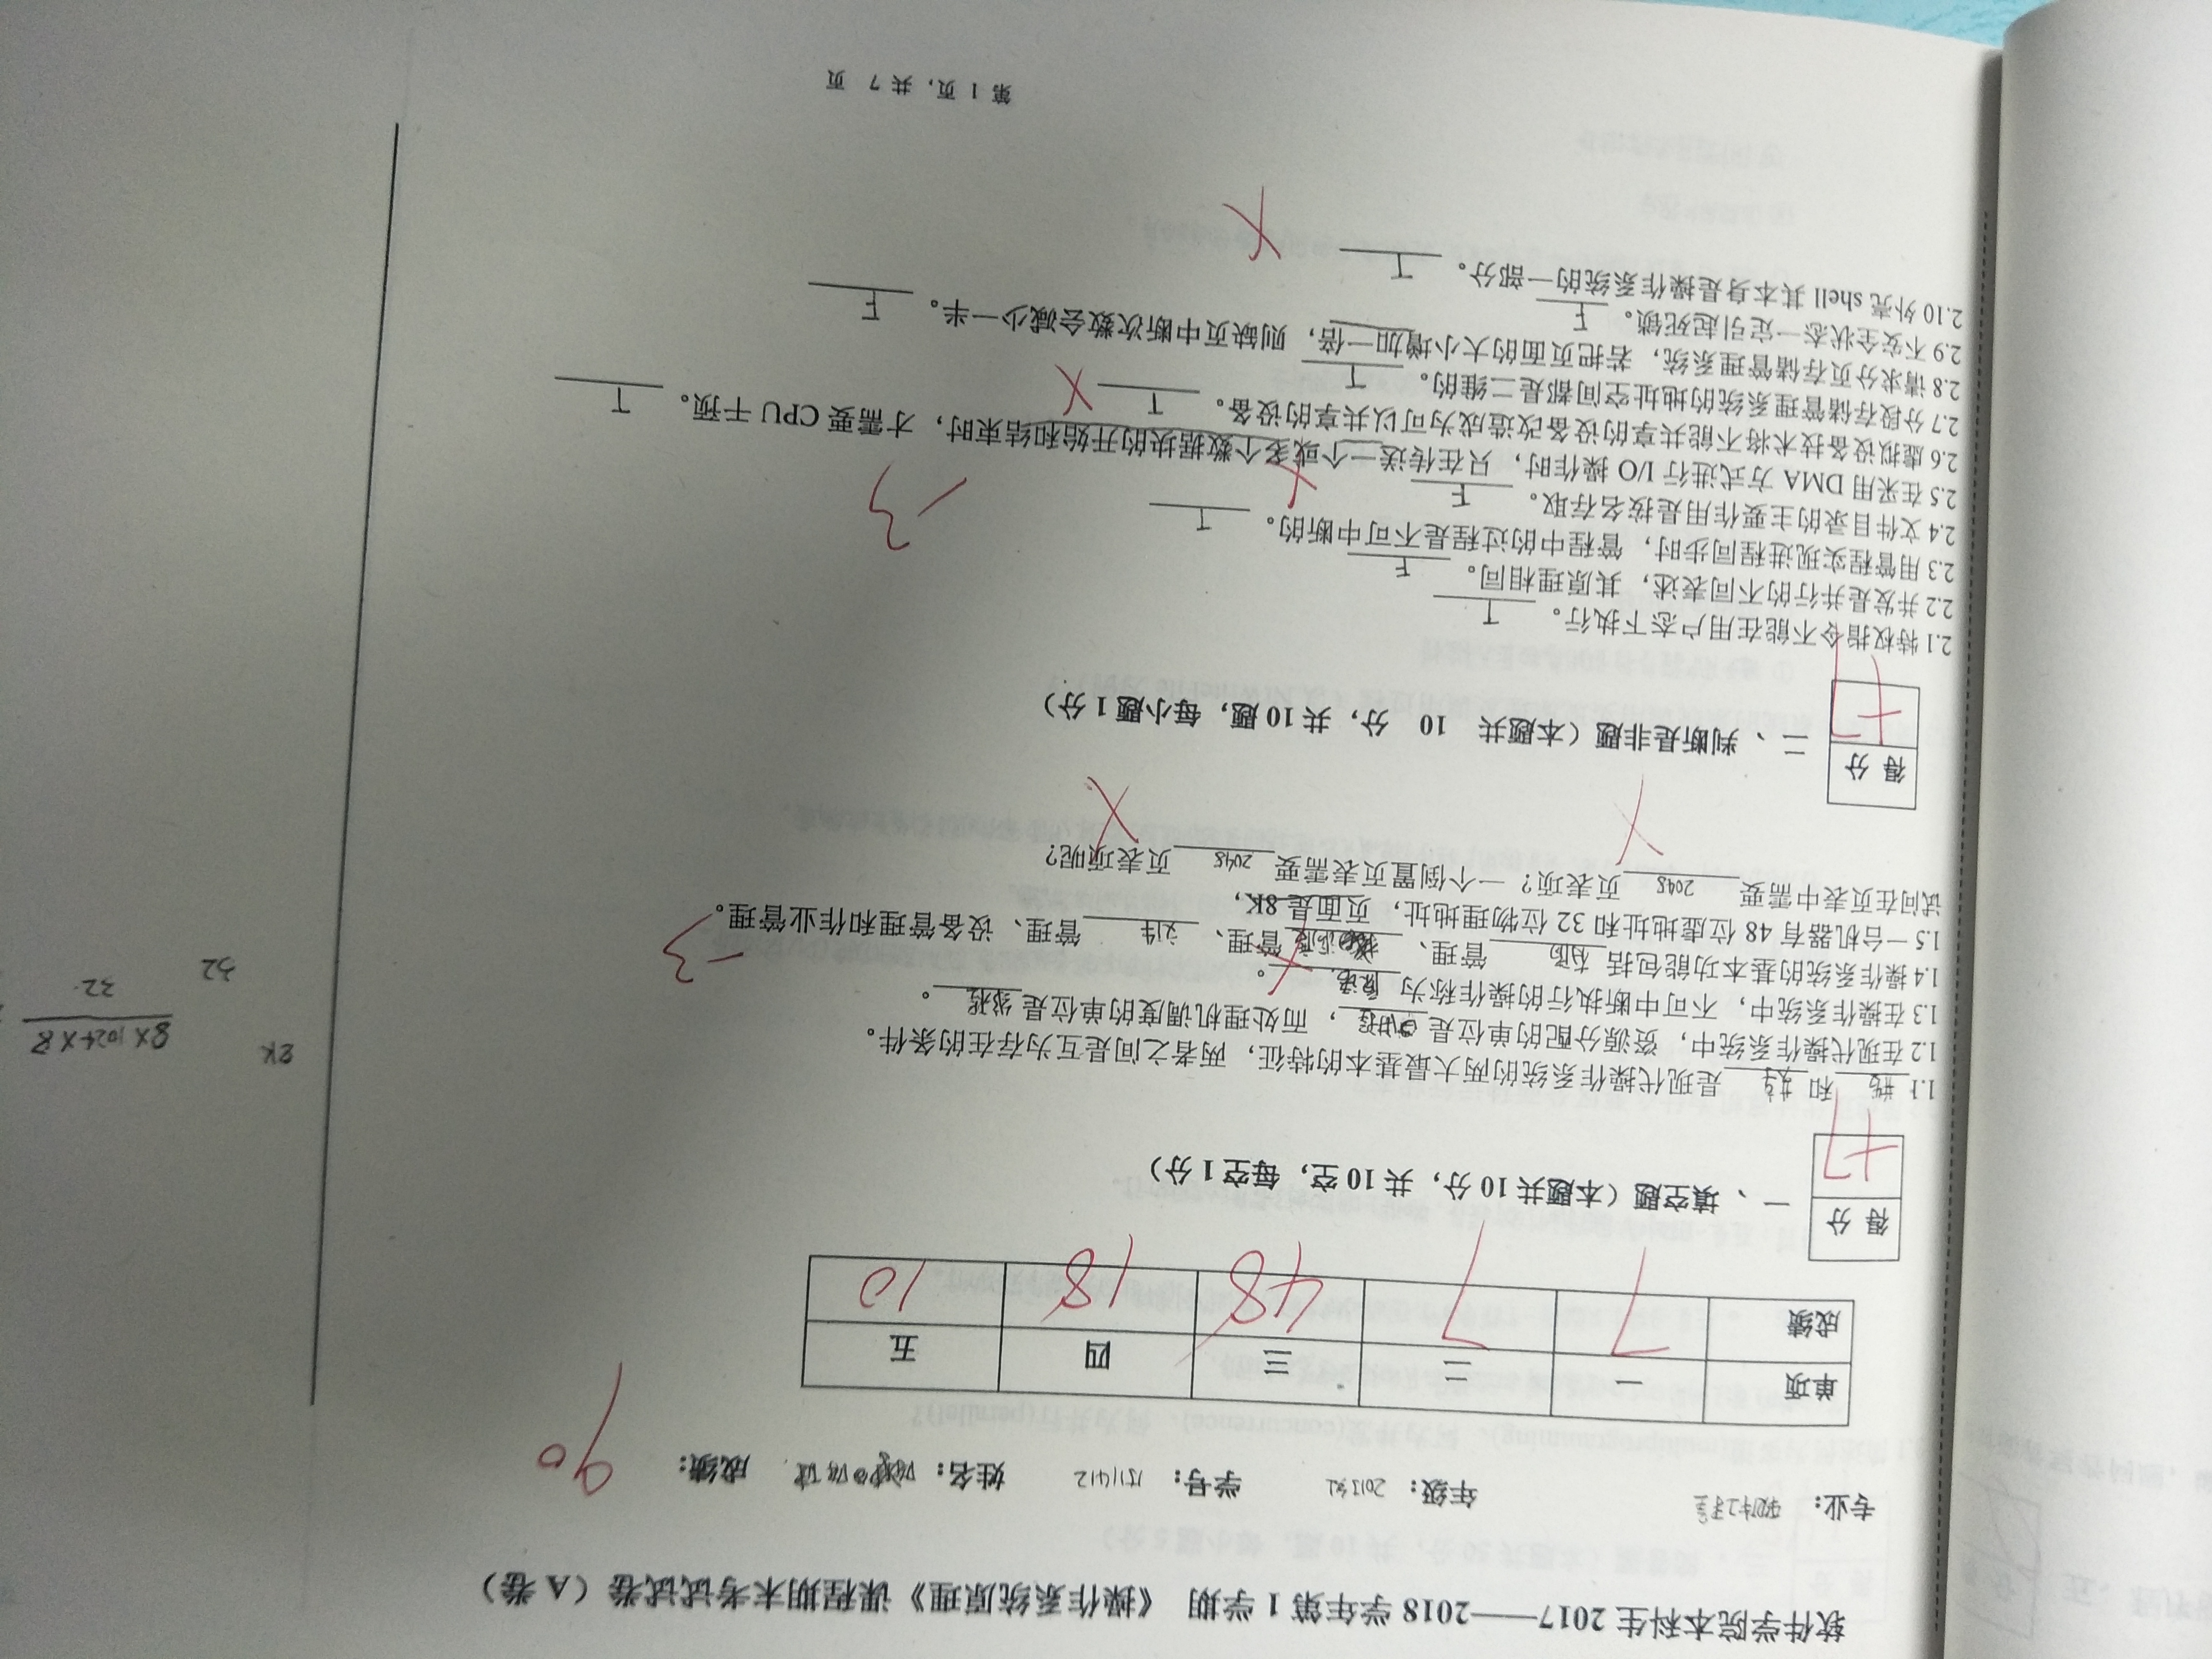 软件学院本科生 2017——2018 学年第 1 学期 《操作系统原理》课程期末考试试卷（A 卷）
专业： 软件工程 年级： 学号： 1511412 姓名： 成绩： 90
单项 一 二 三 四 五
成绩 7 7 48 18 10
得 分
+7
一 、填空题（本题共 10 分，共 10 空，每空 1 分）
1.1 和 共享 是现代操作系统的两大最基本的特征，两者之间是互为存在的条件。
1.2 在现代操作系统中，资源分配的单位是 进程 ，而处理机调度的单位是 线程 。
1.3 在操作系统中，不可中断执行的操作称为 原语 。
1.4 操作系统的基本功能包括 管理、 管理、 文件 管理、设备管理和作业管理。
-3
1.5 一台机器有 48 位虚地址和 32 位物理地址，页面是 8K，
试问在页表中需要 2048 页表项？一个倒置页表需要 2048 页表项呢？
8K
8×1024×8
32
32
得 分
+7
二 、判断是非题（本题共 10 分，共 10 题，每小题 1 分）
2.1 特权指令不能在用户态下执行。 T
2.2 并发是并行的不同表述，其原理相同。 F
2.3 用管程实现进程同步时，管程中的过程是不可中断的。 T
2.4 文件目录的主要作用是按名存取。 F
-3
2.5 在采用 DMA 方式进行 I/O 操作时，只在传送一个或多个数据块的开始和结束时，才需要 CPU 干预。 T
2.6 虚拟设备技术将不能共享的设备改造成为可以共享的设备。 T
2.7 分段存储管理系统的地址空间都是二维的。 T
2.8 请求分页存储管理系统，若把页面的大小增加一倍，则缺页中断次数会减少一半。 F
2.9 不安全状态一定引起死锁。 F
2.10 外壳 shell 其本身是操作系统的一部分。 T
第 1 页，共 7 页